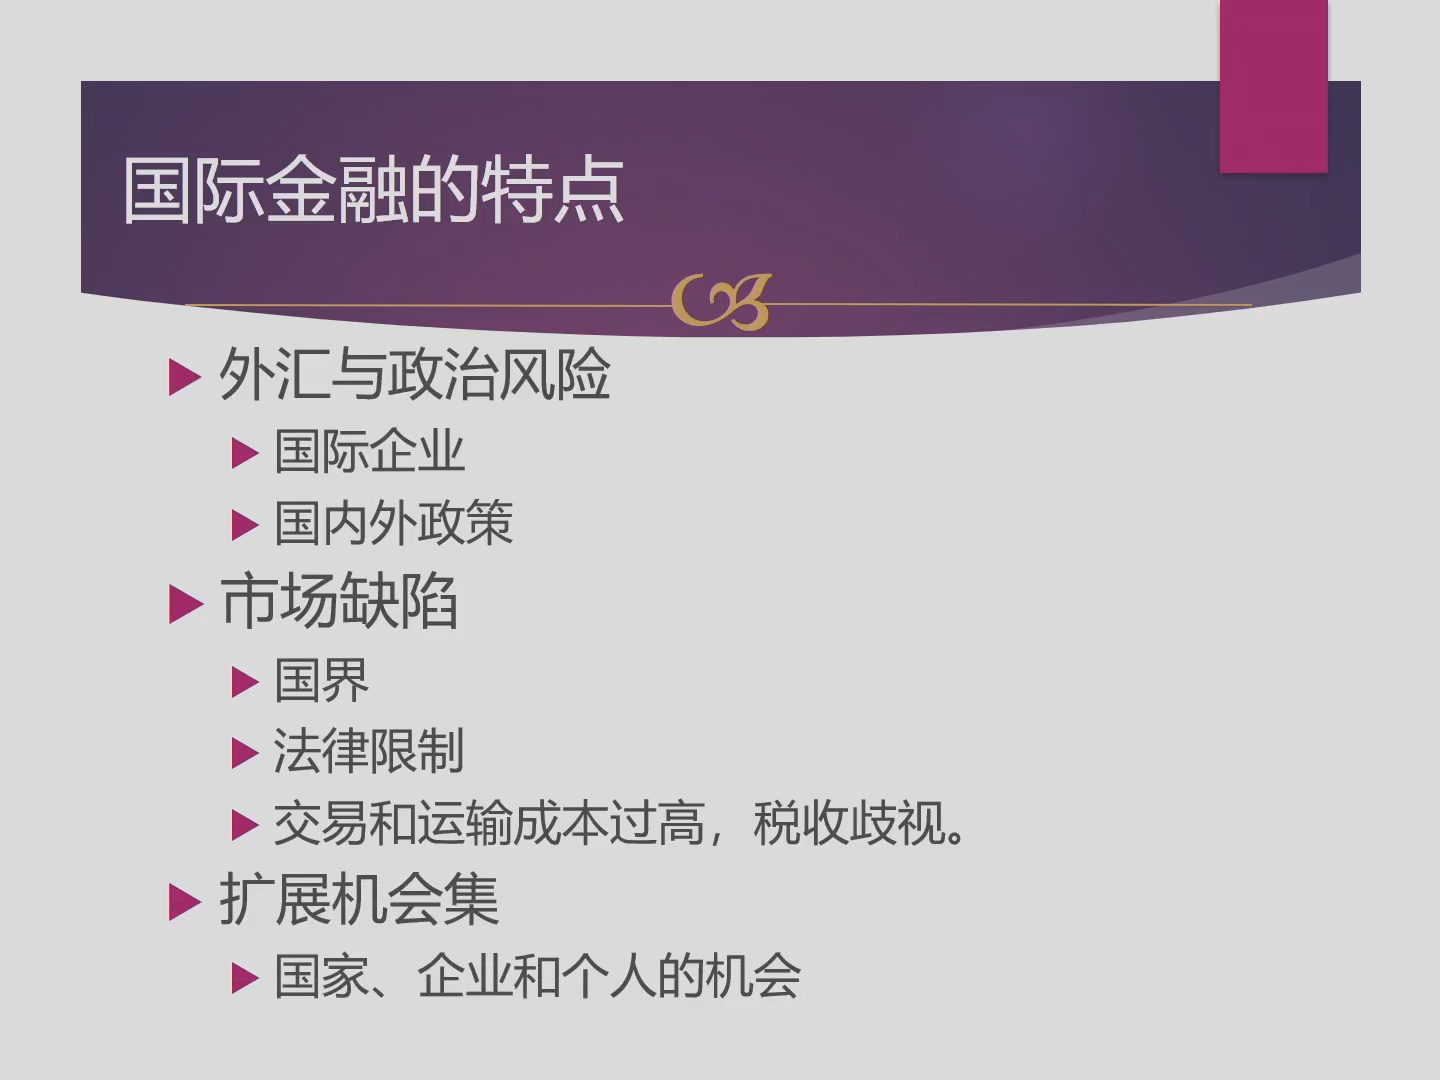 国际金融的特点
外汇与政治风险
国际企业
国内外政策
市场缺陷
国界
法律限制
交易和运输成本过高，税收歧视。
扩展机会集
国家、企业和个人的机会